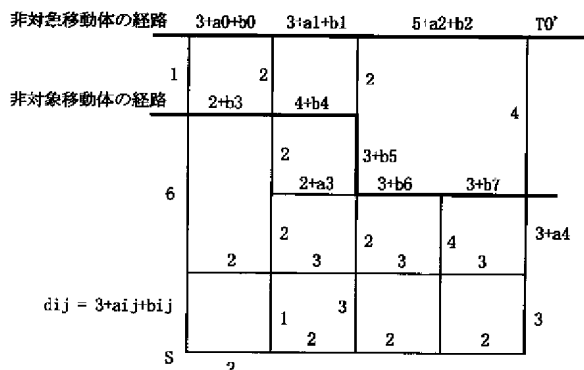 非対象移動体の経路 3+a0+b0 3+a1+b1 5+a2+b2 T0'
1 2 2
非対象移動体の経路 2+b3 4+b4 4
2 3+b5
6 2+a3 3+b6 3+b7
2 2 4 3+a4
2 3 3 3
dij = 3+aij+bij 1 3 3
2 2 2
S